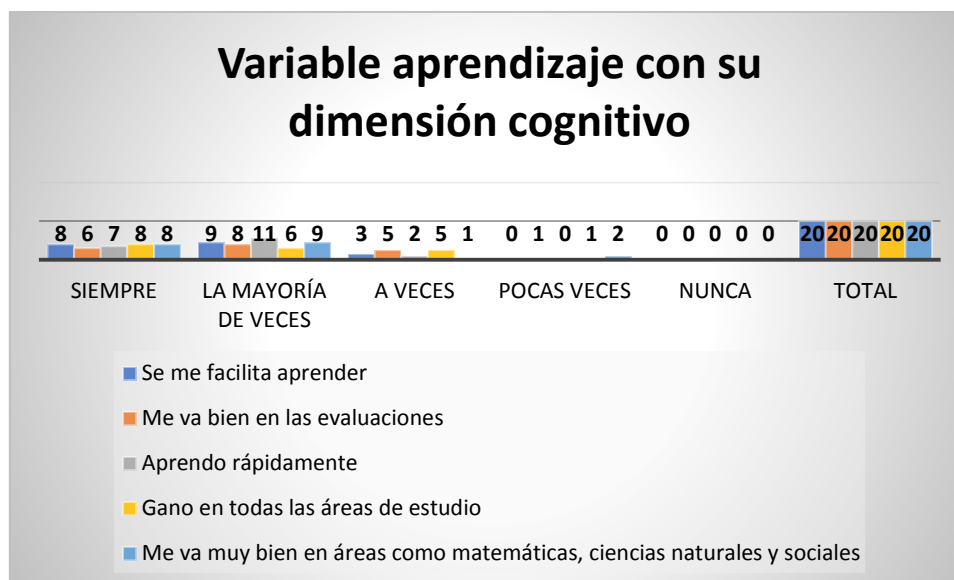 Variable aprendizaje con su
dimensión cognitivo
8 6 7 8 8 9 8 11 6 9 3 5 2 5 1 0 1 0 1 2 0 0 0 0 0 20 20 20 20 20
SIEMPRE LA MAYORÍA A VECES POCAS VECES NUNCA TOTAL
DE VECES
Se me facilita aprender
Me va bien en las evaluaciones
Aprendo rápidamente
Gano en todas las áreas de estudio
Me va muy bien en áreas como matemáticas, ciencias naturales y sociales